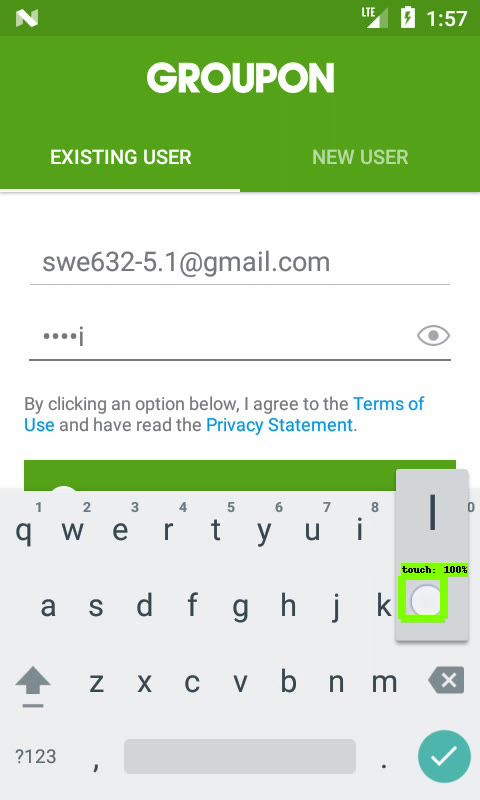 LTE 1:57
GROUPON
EXISTING USER NEW USER
swe632-5.1@gmail.com
••••i
By clicking an option below, I agree to the Terms of
Use and have read the Privacy Statement.
1 2 3 4 5 6 7 8 0
q w e r t y u i
l
touch: 100%
a s d f g h j k
z x c v b n m
?123 , .